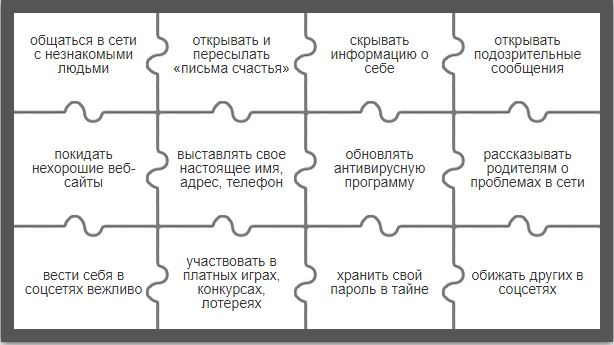 общаться в сети
с незнакомыми
людьми
открывать и
пересылать
«письма счастья»
скрывать
информацию о
себе
открывать
подозрительные
сообщения
покидать
нехорошие веб-
сайты
выставлять свое
настоящее имя,
адрес, телефон
обновлять
антивирусную
программу
рассказывать
родителям о
проблемах в сети
вести себя в
соцсетях вежливо
участвовать в
платных играх,
конкурсах,
лотереях
хранить свой
пароль в тайне
обижать других в
соцсетях